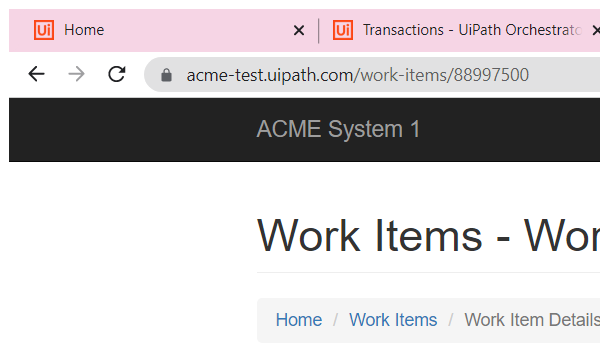 Ui Home × Ui Transactions - UiPath Orchestrato ×
acme-test.uipath.com/work-items/88997500
ACME System 1
Work Items - Wor
Home / Work Items / Work Item Details